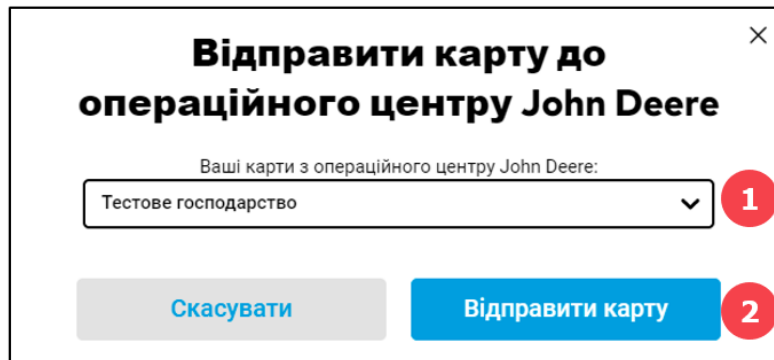 Відправити карту до
операційного центру John Deere
Ваші карти з операційного центру John Deere:
Тестове господарство
1
Скасувати
Відправити карту
2